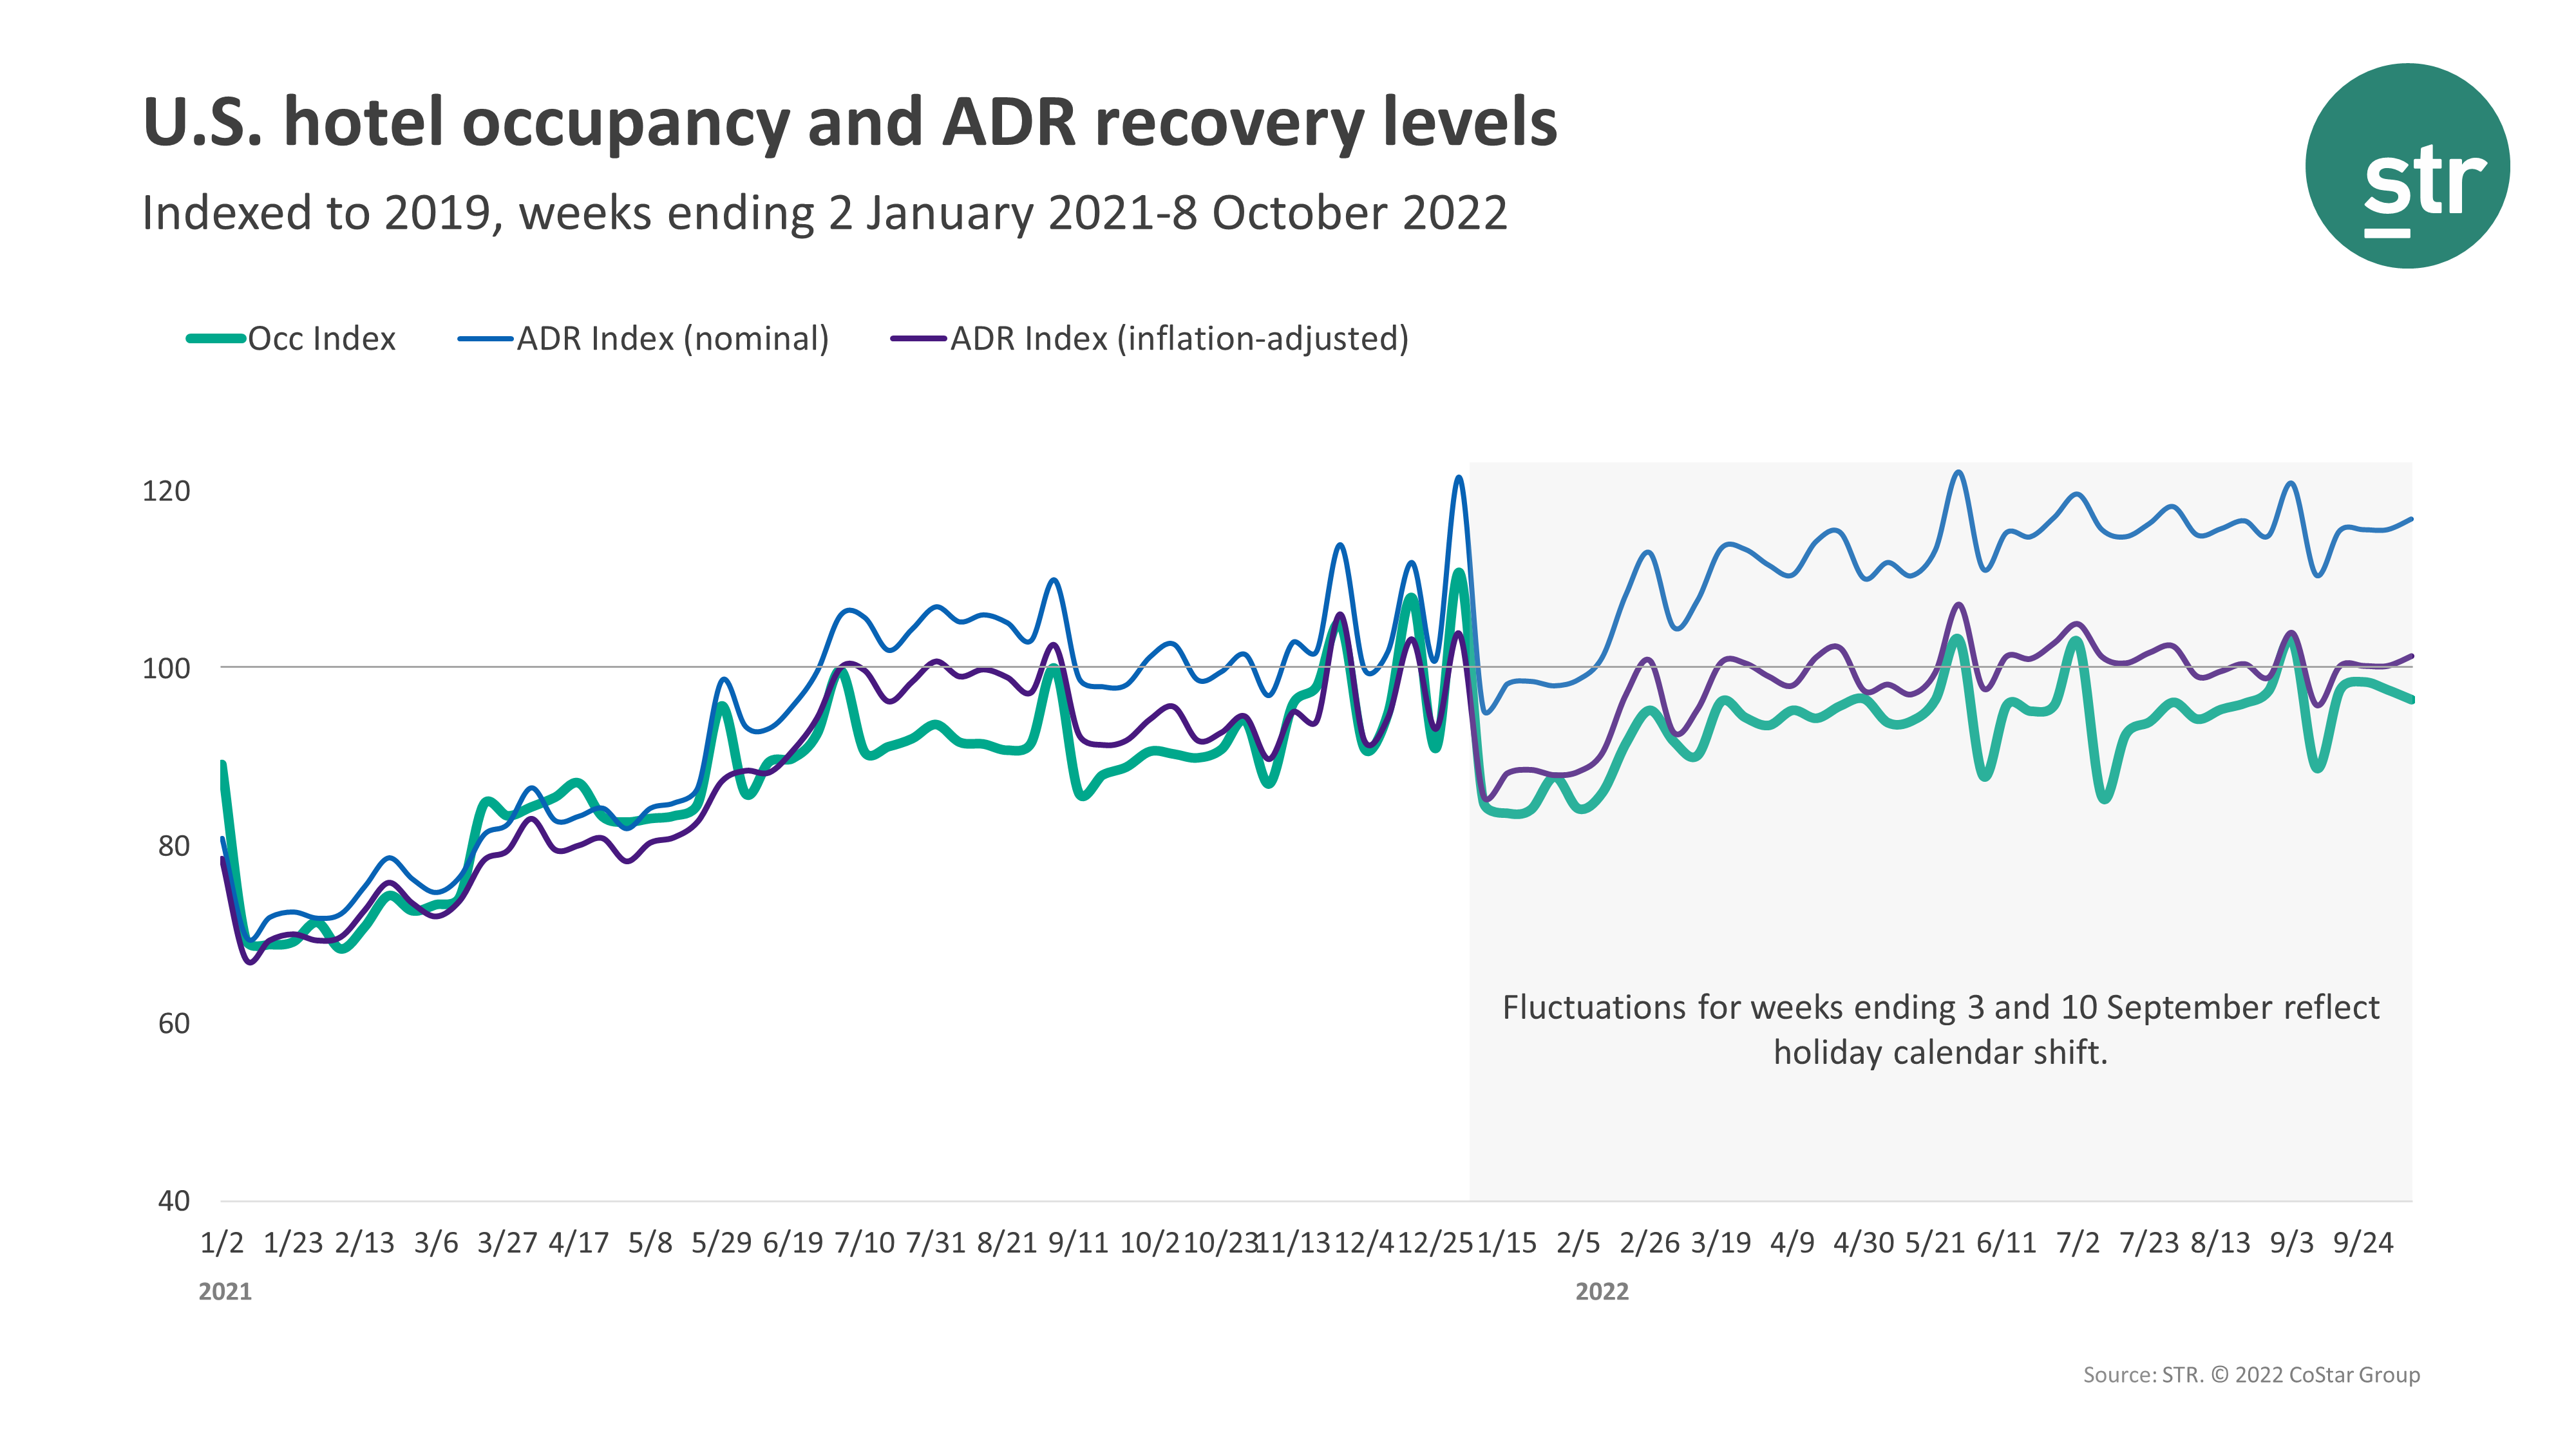 U.S. hotel occupancy and ADR recovery levels
Indexed to 2019, weeks ending 2 January 2021-8 October 2022
str
Occ Index ADR Index (nominal) ADR Index (inflation-adjusted)
120
100
80
60
40
Fluctuations for weeks ending 3 and 10 September reflect
holiday calendar shift.
1/2 1/23 2/13 3/6 3/27 4/17 5/8 5/29 6/19 7/10 7/31 8/21 9/11 10/2 10/23 11/13 12/4 12/25 1/15 2/5 2/26 3/19 4/9 4/30 5/21 6/11 7/2 7/23 8/13 9/3 9/24
2021 2022
Source: STR. © 2022 CoStar Group